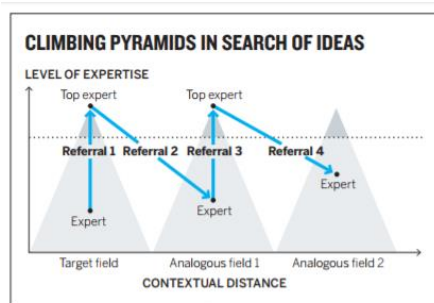 CLIMBING PYRAMIDS IN SEARCH OF IDEAS
LEVEL OF EXPERTISE
Top expert
Top expert
Referral 1
Referral 2
Referral 3
Referral 4
Expert
Expert
Expert
Target field
Analogous field 1
Analogous field 2
CONTEXTUAL DISTANCE